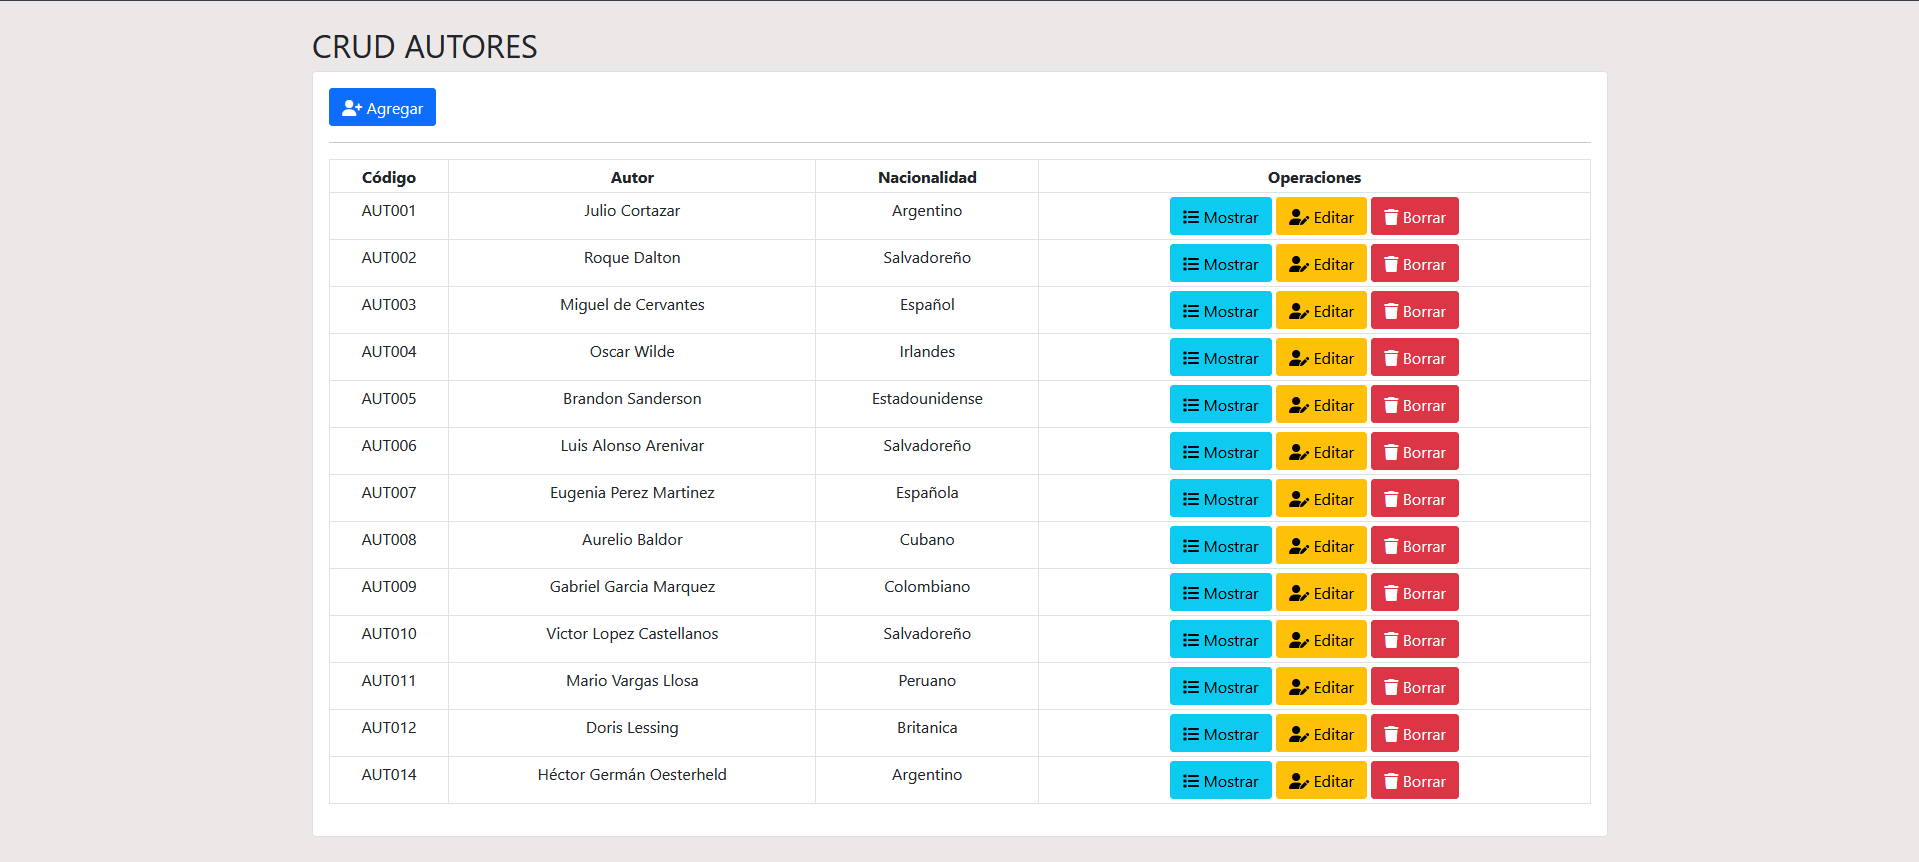 CRUD AUTORES
Agregar
Código Autor Nacionalidad Operaciones
AUT001 Julio Cortazar Argentino Mostrar Editar Borrar
AUT002 Roque Dalton Salvadoreño Mostrar Editar Borrar
AUT003 Miguel de Cervantes Español Mostrar Editar Borrar
AUT004 Oscar Wilde Irlandes Mostrar Editar Borrar
AUT005 Brandon Sanderson Estadounidense Mostrar Editar Borrar
AUT006 Luis Alonso Arenivar Salvadoreño Mostrar Editar Borrar
AUT007 Eugenia Perez Martinez Española Mostrar Editar Borrar
AUT008 Aurelio Baldor Cubano Mostrar Editar Borrar
AUT009 Gabriel Garcia Marquez Colombiano Mostrar Editar Borrar
AUT010 Victor Lopez Castellanos Salvadoreño Mostrar Editar Borrar
AUT011 Mario Vargas Llosa Peruano Mostrar Editar Borrar
AUT012 Doris Lessing Britanica Mostrar Editar Borrar
AUT014 Héctor Germán Oesterheld Argentino Mostrar Editar Borrar